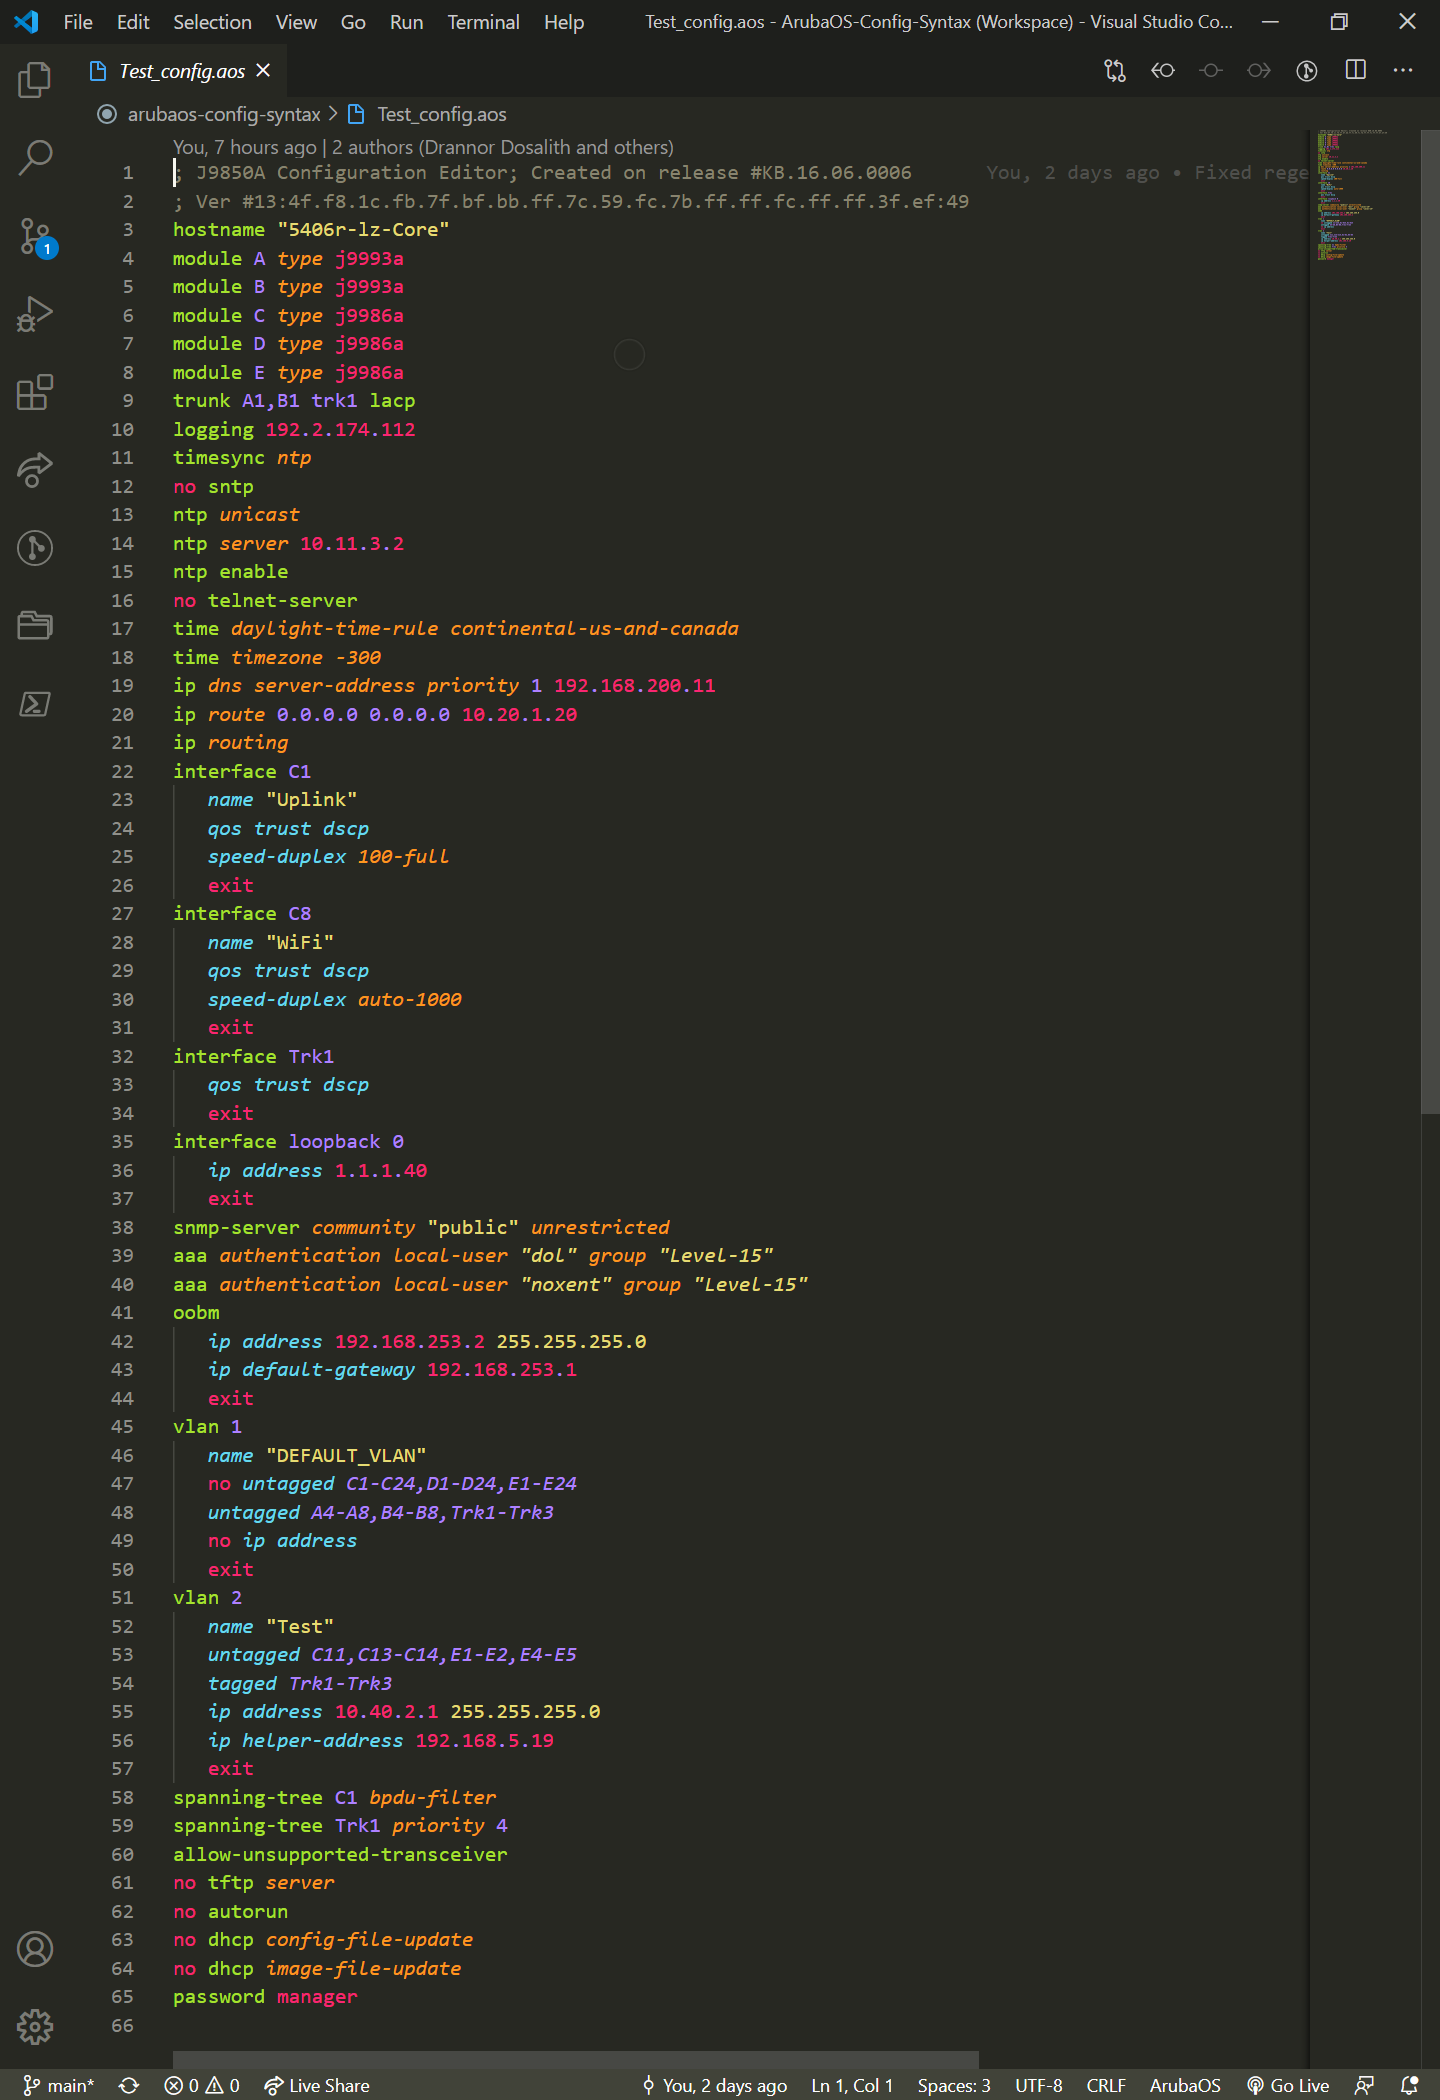 File Edit Selection View Go Run Terminal Help Test_config.aos - ArubaOS-Config-Syntax (Workspace) - Visual Studio Co...
Test_config.aos
arubaos-config-syntax > Test_config.aos
You, 7 hours ago | 2 authors (Drannor Dosalith and others)
1 ; J9850A Configuration Editor; Created on release #KB.16.06.0006 You, 2 days ago • Fixed rege
2 ; Ver #13:4f.f8.1c.fb.7f.bf.bb.ff.7c.59.fc.7b.ff.ff.fc.ff.ff.3f.ef:49
3 hostname "5406r-lz-Core"
4 module A type j9993a
5 module B type j9993a
6 module C type j9986a
7 module D type j9986a
8 module E type j9986a
9 trunk A1,B1 trk1 lacp
10 logging 192.2.174.112
11 timesync ntp
12 no sntp
13 ntp unicast
14 ntp server 10.11.3.2
15 ntp enable
16 no telnet-server
17 time daylight-time-rule continental-us-and-canada
18 time timezone -300
19 ip dns server-address priority 1 192.168.200.11
20 ip route 0.0.0.0 0.0.0.0 10.20.1.20
21 ip routing
22 interface C1
23 name "Uplink"
24 qos trust dscp
25 speed-duplex 100-full
26 exit
27 interface C8
28 name "WiFi"
29 qos trust dscp
30 speed-duplex auto-1000
31 exit
32 interface Trk1
33 qos trust dscp
34 exit
35 interface loopback 0
36 ip address 1.1.1.40
37 exit
38 snmp-server community "public" unrestricted
39 aaa authentication local-user "dol" group "Level-15"
40 aaa authentication local-user "noxent" group "Level-15"
41 oobm
42 ip address 192.168.253.2 255.255.255.0
43 ip default-gateway 192.168.253.1
44 exit
45 vlan 1
46 name "DEFAULT_VLAN"
47 no untagged C1-C24,D1-D24,E1-E24
48 untagged A4-A8,B4-B8,Trk1-Trk3
49 no ip address
50 exit
51 vlan 2
52 name "Test"
53 untagged C11,C13-C14,E1-E2,E4-E5
54 tagged Trk1-Trk3
55 ip address 10.40.2.1 255.255.255.0
56 ip helper-address 192.168.5.19
57 exit
58 spanning-tree C1 bpdu-filter
59 spanning-tree Trk1 priority 4
60 allow-unsupported-transceiver
61 no tftp server
62 no autorun
63 no dhcp config-file-update
64 no dhcp image-file-update
65 password manager
66
1
main* 0 0 Live Share You, 2 days ago Ln 1, Col 1 Spaces: 3 UTF-8 CRLF ArubaOS Go Live